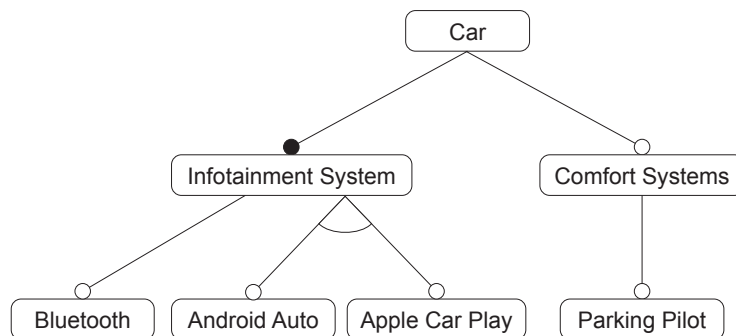 Car
Infotainment System
Comfort Systems
Bluetooth
Android Auto
Apple Car Play
Parking Pilot